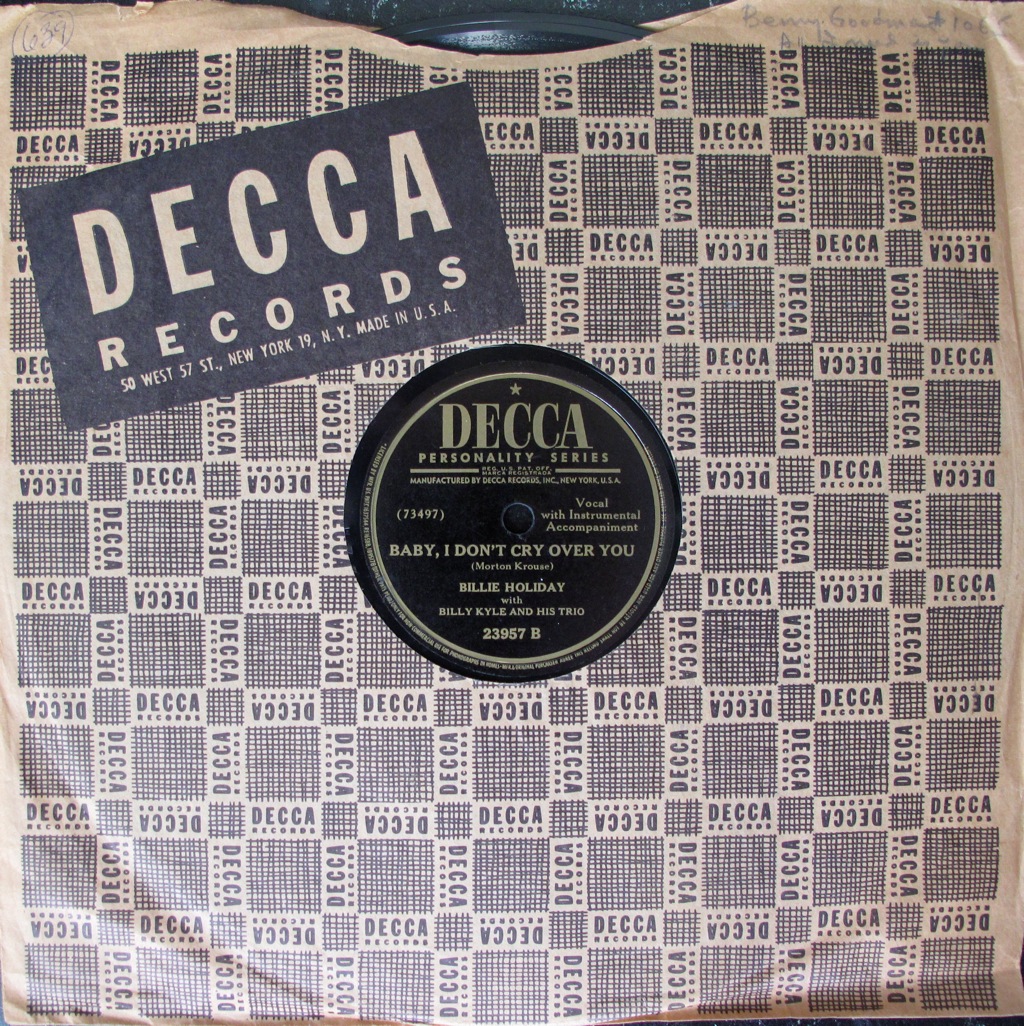 639
Benny Goodman
DECCA
RECORDS
50 WEST 57 ST., NEW YORK 19, N.Y. MADE IN U.S.A.
DECCA
PERSONALITY SERIES
REG. U.S. PAT. OFF.
MARCA REGISTRADA
MANUFACTURED BY DECCA RECORDS, INC., NEW YORK, U.S.A.
(73497)
Vocal
with Instrumental
Accompaniment
BABY, I DON'T CRY OVER YOU
(Morton Krouse)
BILLIE HOLIDAY
with
BILLY KYLE AND HIS TRIO
23957 B